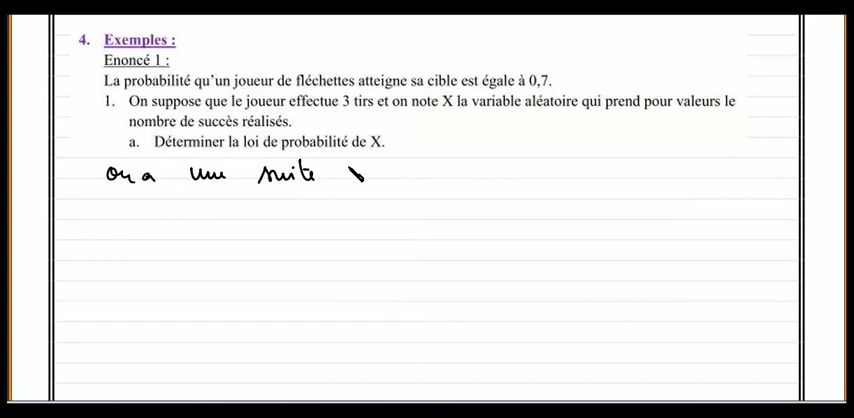 4. Exemples :
Enoncé 1 :
La probabilité qu'un joueur de fléchettes atteigne sa cible est égale à 0,7.
1. On suppose que le joueur effectue 3 tirs et on note X la variable aléatoire qui prend pour valeurs le
nombre de succès réalisés.
a. Déterminer la loi de probabilité de X.
on a une suite